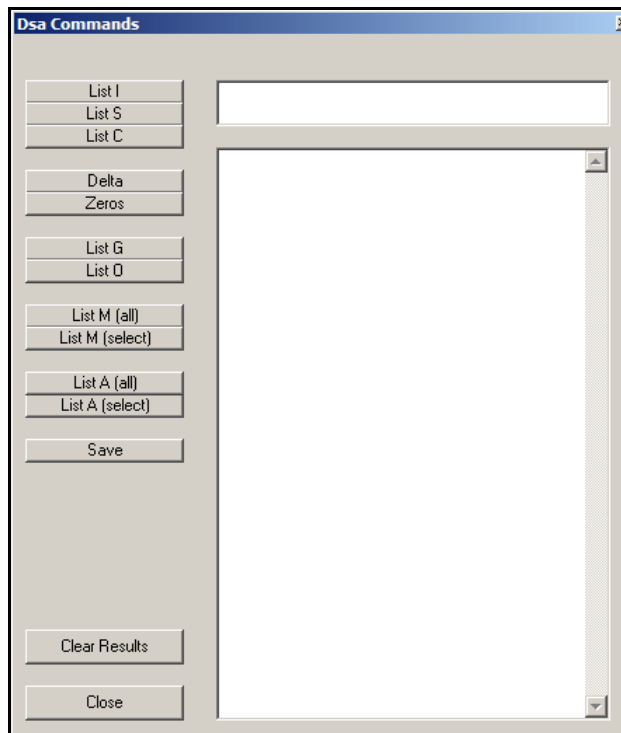 Dsa Commands
List I
List S
List C
Delta
Zeros
List G
List O
List M (all)
List M (select)
List A (all)
List A (select)
Save
Clear Results
Close